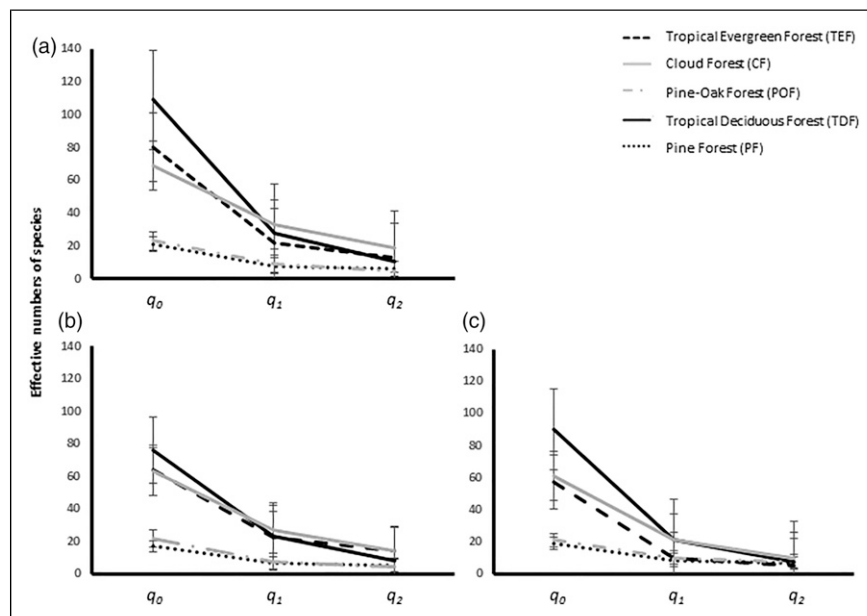 (a)
140
120
100
80
60
40
20
0
q0 q1 q2
Tropical Evergreen Forest (TEF)
Cloud Forest (CF)
Pine-Oak Forest (POF)
Tropical Deciduous Forest (TDF)
Pine Forest (PF)
Effective numbers of species
(b)
140
120
100
80
60
40
20
0
q0 q1 q2
(c)
140
120
100
80
60
40
20
0
q0 q1 q2